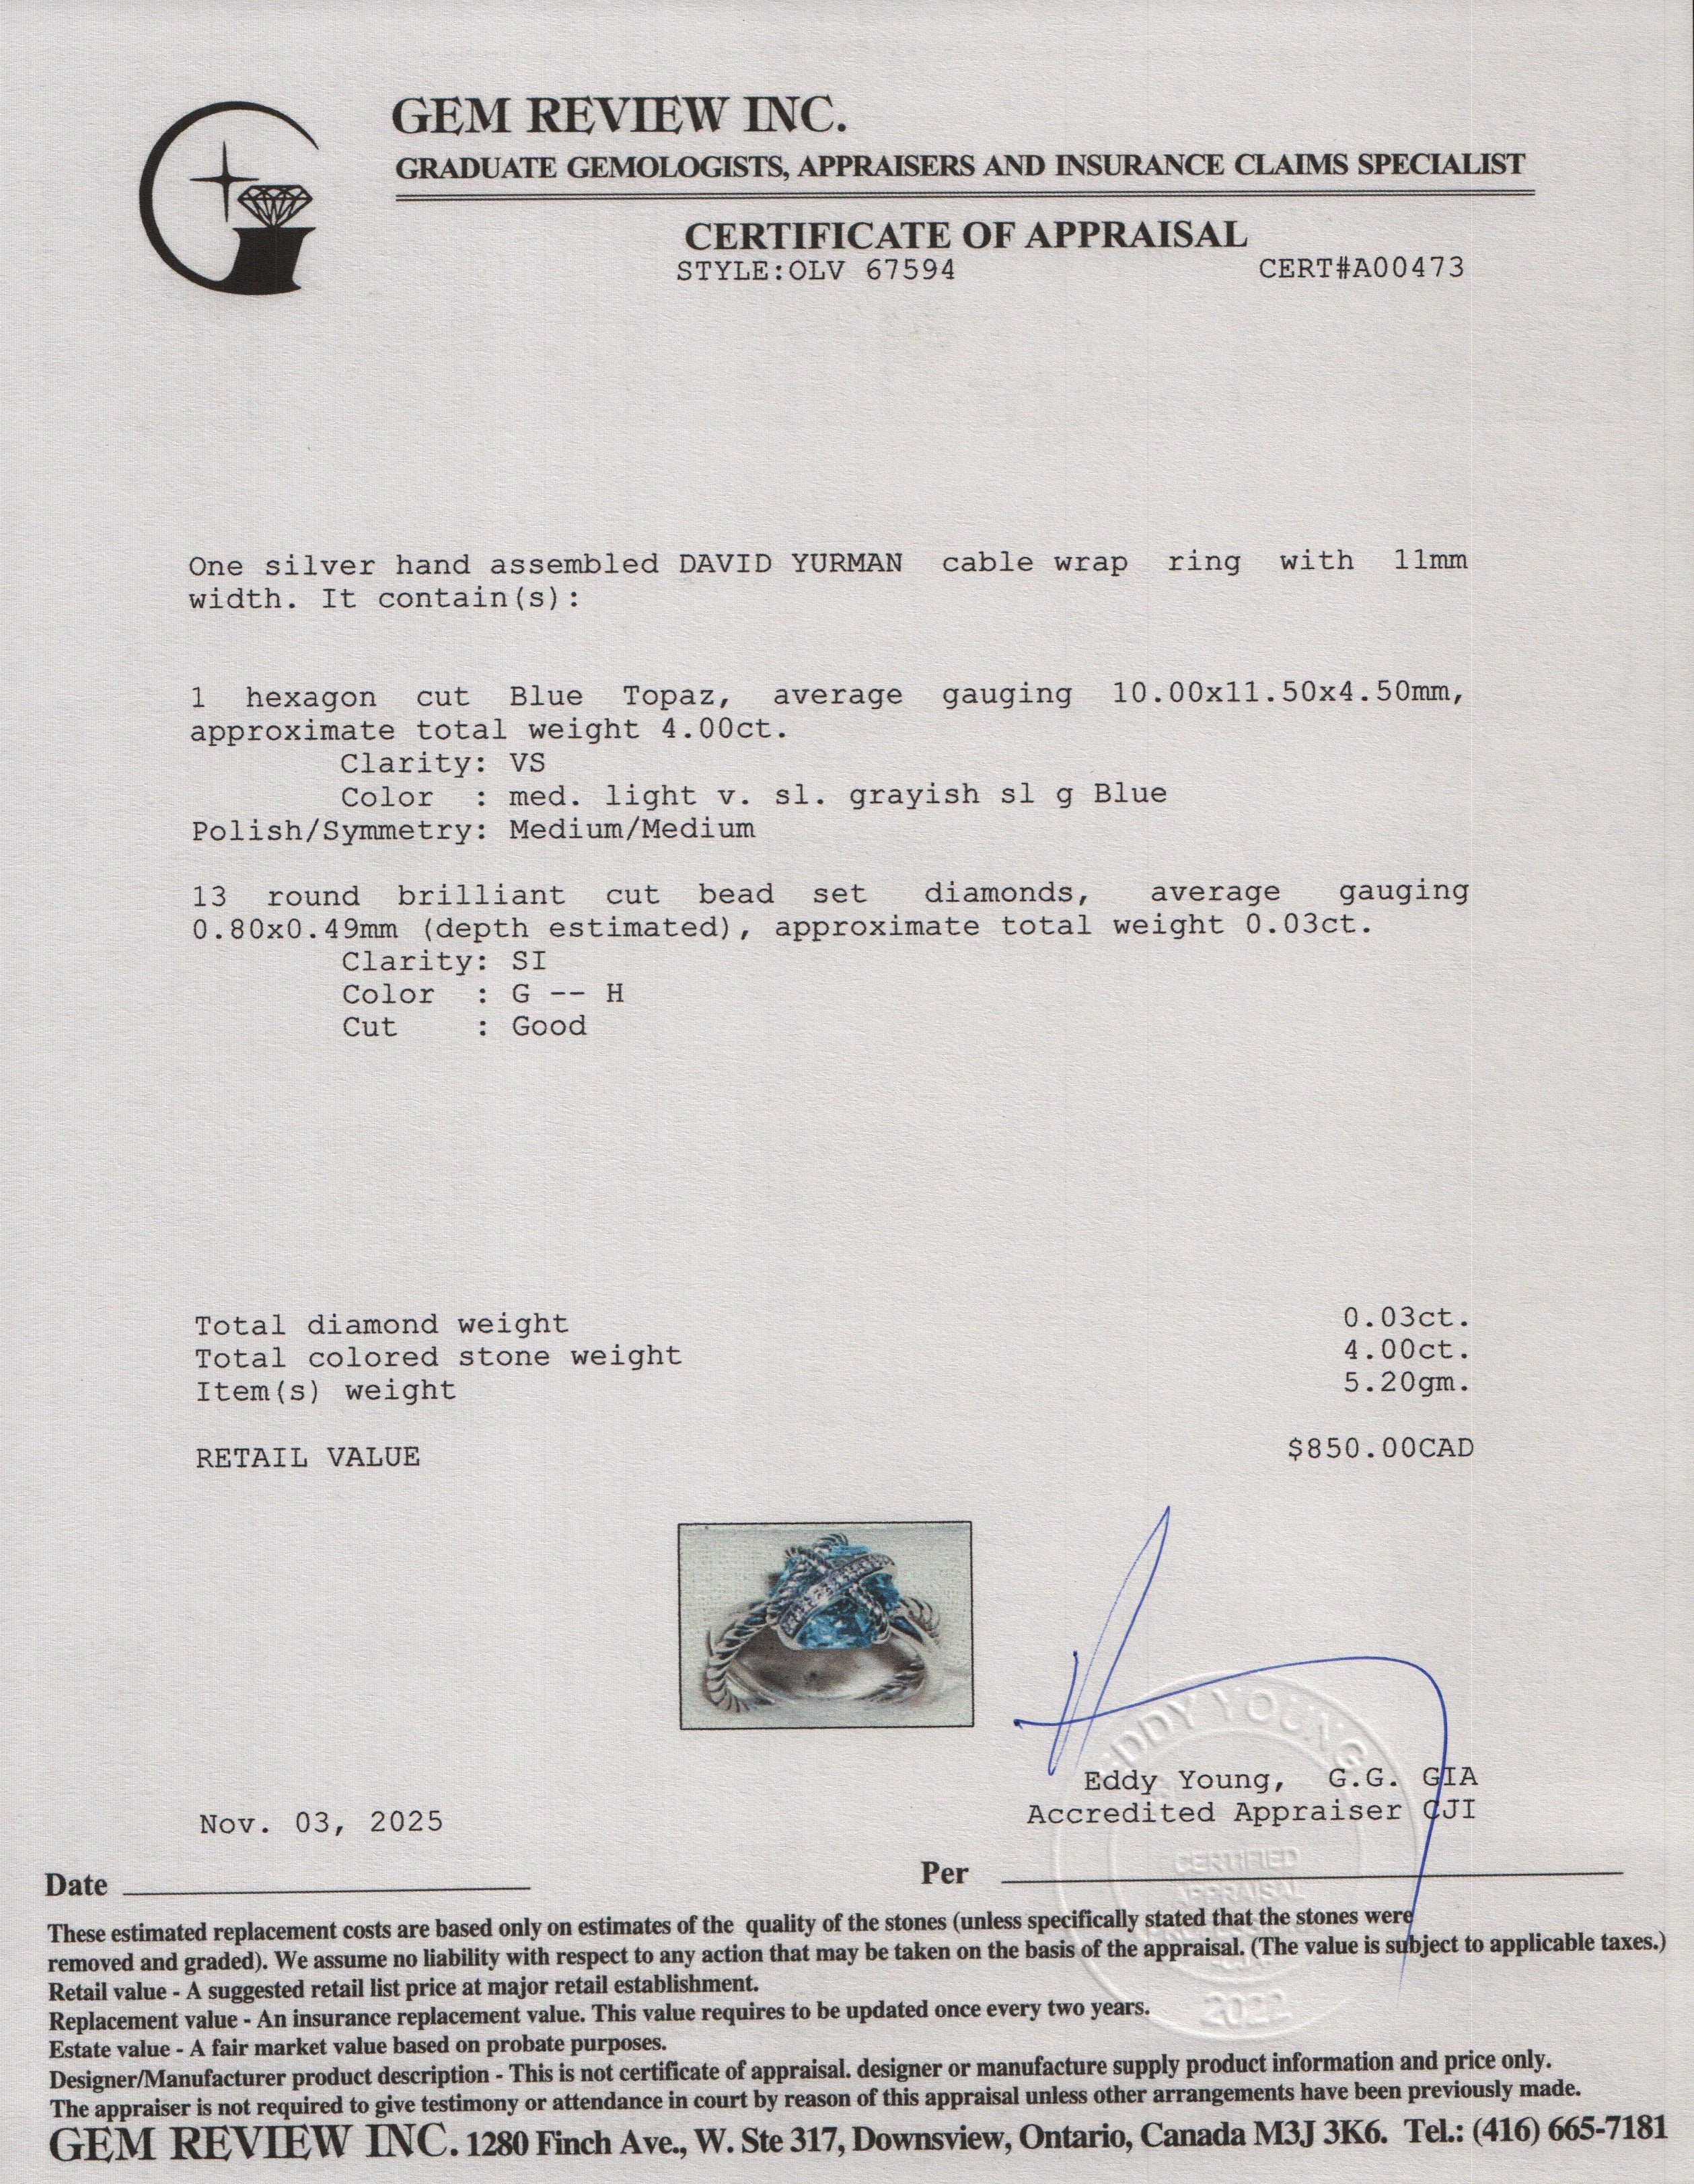 GEM REVIEW INC.
GRADUATE GEMOLOGISTS, APPRAISERS AND INSURANCE CLAIMS SPECIALIST
CERTIFICATE OF APPRAISAL
STYLE:OLV 67594 CERT#A00473
One silver hand assembled DAVID YURMAN cable wrap ring with 11mm
width. It contain(s):
1 hexagon cut Blue Topaz, average gauging 10.00x11.50x4.50mm,
approximate total weight 4.00ct.
Clarity: VS
Color : med. light v. sl. grayish sl g Blue
Polish/Symmetry: Medium/Medium
13 round brilliant cut bead set diamonds, average gauging
0.80x0.49mm (depth estimated), approximate total weight 0.03ct.
Clarity: SI
Color : G -- H
Cut : Good
Total diamond weight 0.03ct.
Total colored stone weight 4.00ct.
Item(s) weight 5.20gm.
RETAIL VALUE $850.00CAD
EDDY YOUNG
Eddy Young, G.G. GIA
Accredited Appraiser CJI
Nov. 03, 2025
CERTIFIED
APPRAISAL
2022
Date
Per
These estimated replacement costs are based only on estimates of the quality of the stones (unless specifically stated that the stones were
removed and graded). We assume no liability with respect to any action that may be taken on the basis of the appraisal. (The value is subject to applicable taxes.)
Retail value - A suggested retail list price at major retail establishment.
Replacement value - An insurance replacement value. This value requires to be updated once every two years.
Estate value - A fair market value based on probate purposes.
Designer/Manufacturer product description - This is not certificate of appraisal. designer or manufacture supply product information and price only.
The appraiser is not required to give testimony or attendance in court by reason of this appraisal unless other arrangements have been previously made.
GEM REVIEW INC. 1280 Finch Ave., W. Ste 317, Downsview, Ontario, Canada M3J 3K6. Tel.: (416) 665-7181